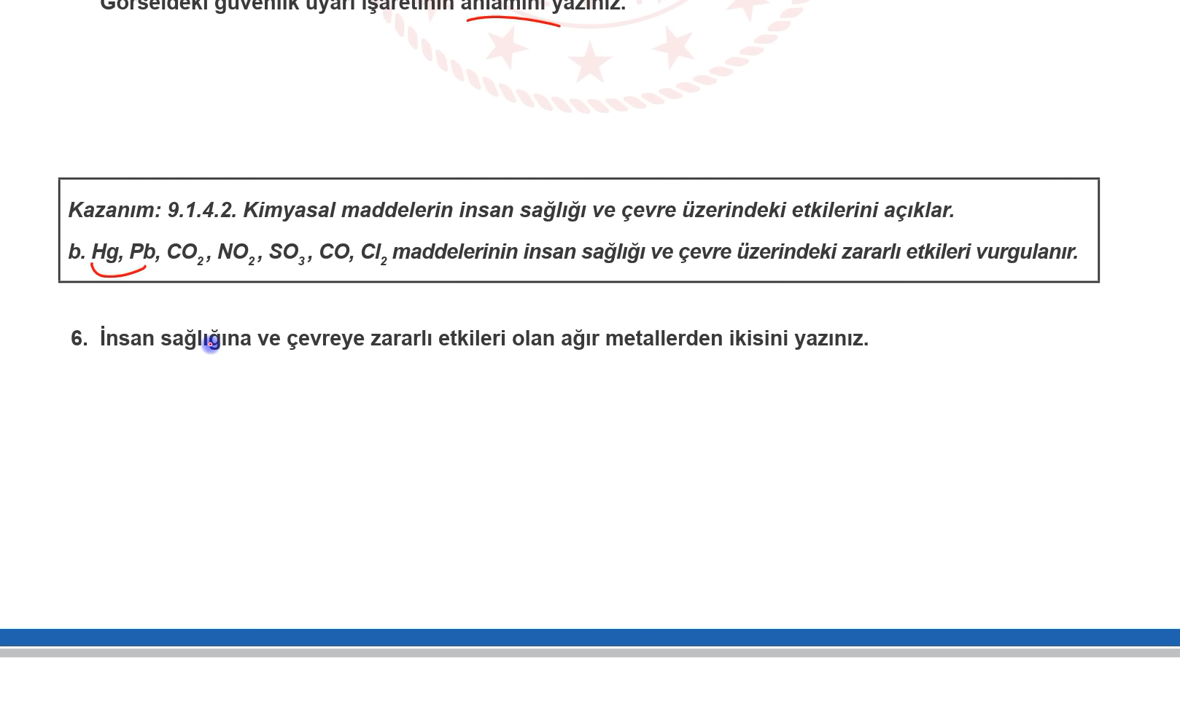 Görseldeki güvenlik uyarı işaretinin anlamını yazınız.
Kazanım: 9.1.4.2. Kimyasal maddelerin insan sağlığı ve çevre üzerindeki etkilerini açıklar.
b. Hg, Pb, CO₂, NO₂, SO₃, CO, Cl₂ maddelerinin insan sağlığı ve çevre üzerindeki zararlı etkileri vurgulanır.
6. İnsan sağlığına ve çevreye zararlı etkileri olan ağır metallerden ikisini yazınız.